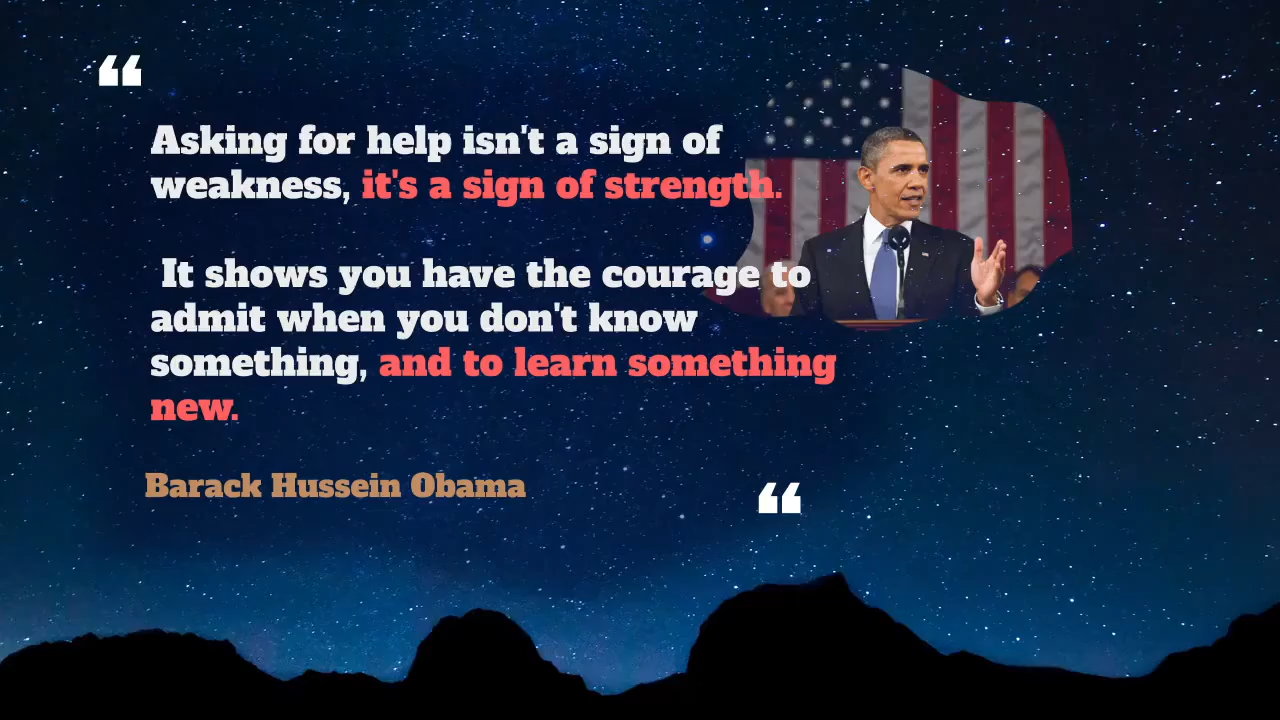 ❝
Asking for help isn't a sign of
weakness, it's a sign of strength.
It shows you have the courage to
admit when you don't know
something, and to learn something
new.
Barack Hussein Obama
❝